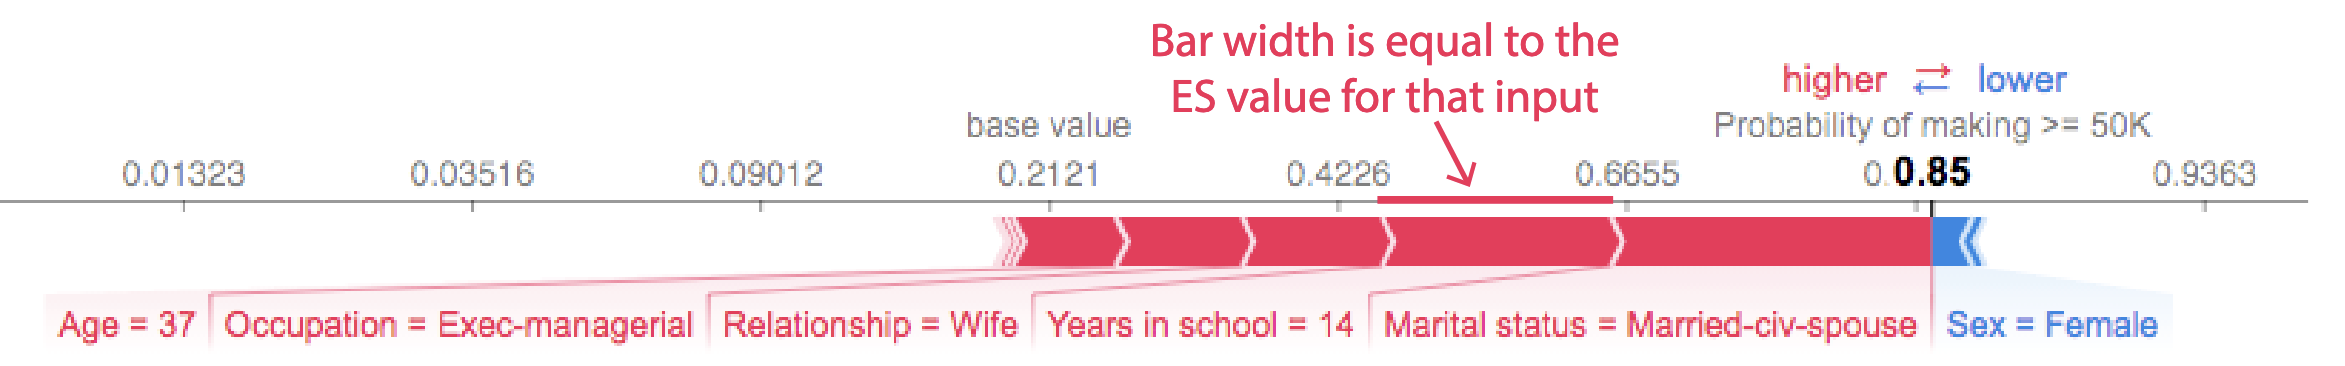 Bar width is equal to the
ES value for that input
higher lower
base value
Probability of making >= 50K
0.01323 0.03516 0.09012 0.2121 0.4226 0.6655 0.85 0.9363
Age = 37 Occupation = Exec-managerial Relationship = Wife Years in school = 14 Marital status = Married-civ-spouse Sex = Female